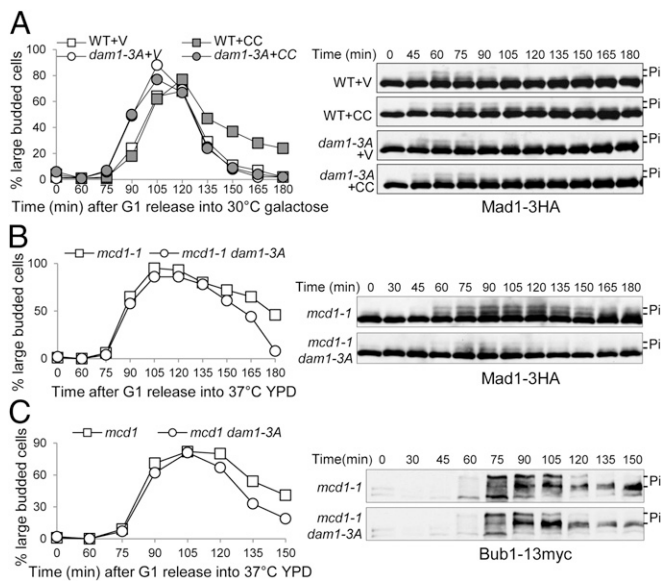 A
WT+V
WT+CC
dam1-3A+V
dam1-3A+CC
% large budded cells
100
80
60
40
20
0
0 60 75 90 105 120 135 150 165 180
Time (min) after G1 release into 30°C galactose
Time (min) 0 45 60 75 90 105 120 135 150 165 180
WT+V
Pi
WT+CC
Pi
dam1-3A
+V
Pi
dam1-3A
+CC
Pi
Mad1-3HA
B
mcd1-1
mcd1-1 dam1-3A
% large budded cells
100
50
0
0 60 75 90 105 120 135 150 165 180
Time after G1 release into 37°C YPD
Time (min) 0 30 45 60 75 90 105 120 135 150 165 180
mcd1-1
Pi
mcd1-1
dam1-3A
Pi
Mad1-3HA
C
mcd1
mcd1 dam1-3A
% large budded cells
90
60
30
0
0 60 75 90 105 120 135 150
Time (min) after G1 release into 37°C YPD
Time(min) 0 30 45 60 75 90 105 120 135 150
mcd1-1
Pi
mcd1-1
dam1-3A
Pi
Bub1-13myc